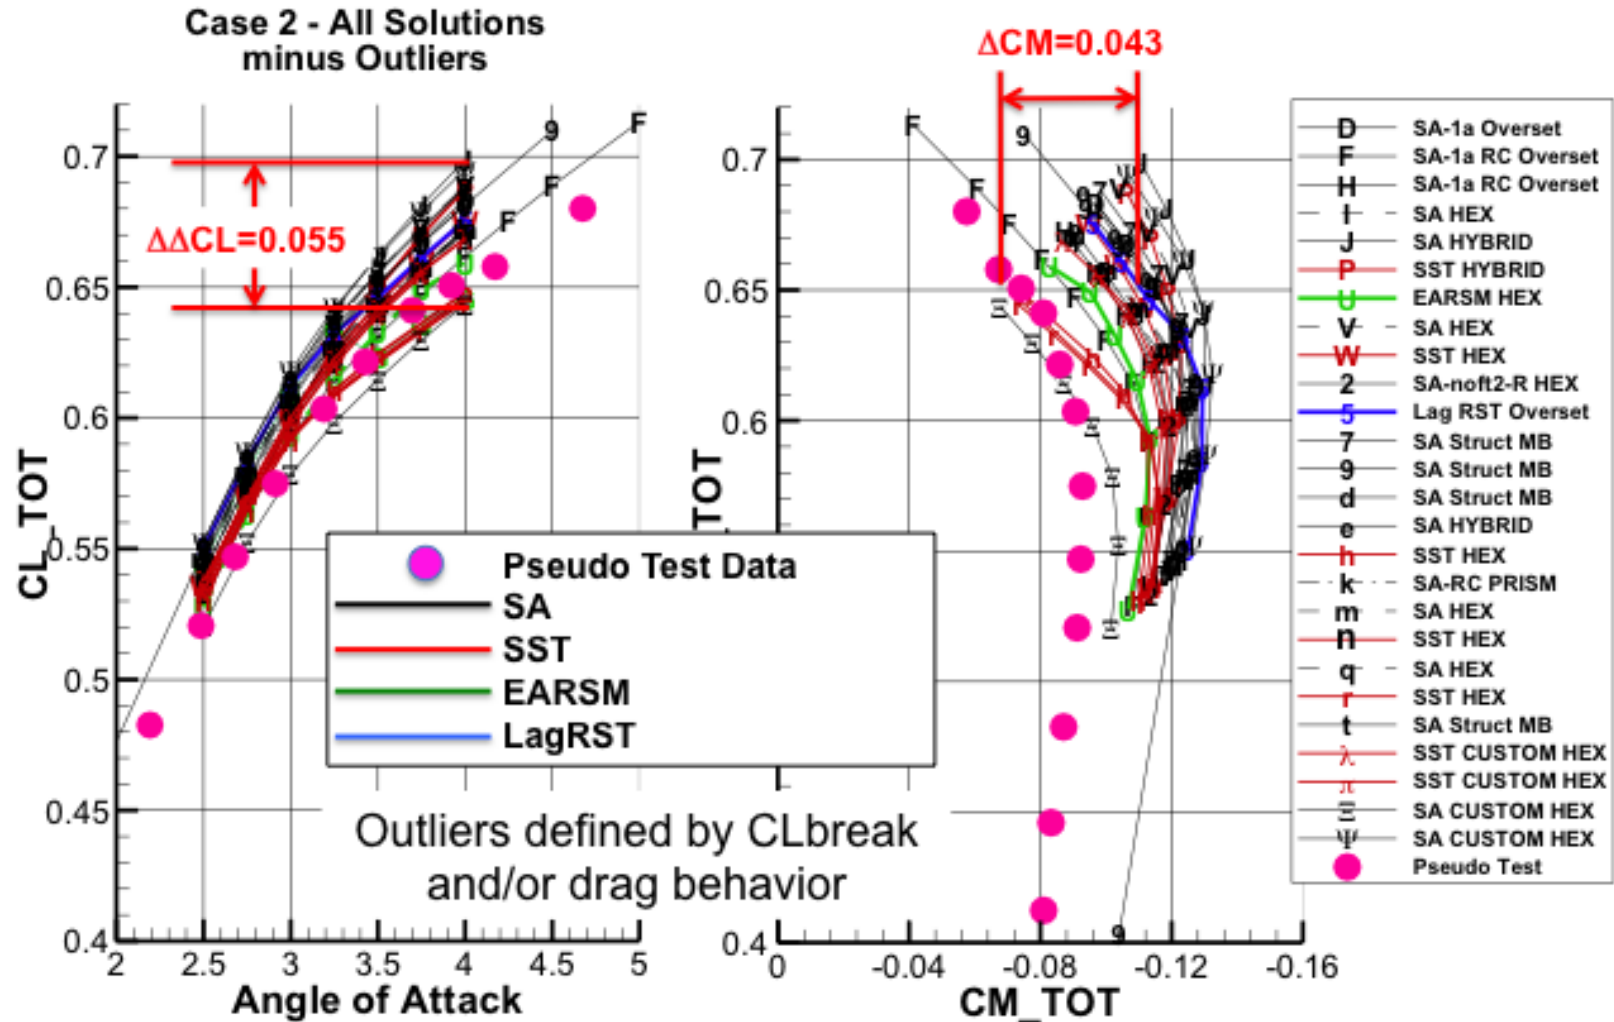 Case 2 - All Solutions
minus Outliers
ΔCM=0.043
ΔΔCL=0.055
0.7
0.65
0.6
0.55
0.5
0.45
0.4
CL_TOT
2 2.5 3 3.5 4 4.5 5
Angle of Attack
Pseudo Test Data
SA
SST
EARSM
LagRST
Outliers defined by CLbreak
and/or drag behavior
0.7
0.65
0.6
0.4
TOT
0 -0.04 -0.08 -0.12 -0.16
CM_TOT
D SA-1a Overset
F SA-1a RC Overset
H SA-1a RC Overset
I SA HEX
J SA HYBRID
P SST HYBRID
U EARSM HEX
V SA HEX
W SST HEX
2 SA-noft2-R HEX
5 Lag RST Overset
7 SA Struct MB
9 SA Struct MB
d SA Struct MB
e SA HYBRID
h SST HEX
k SA-RC PRISM
m SA HEX
n SST HEX
q SA HEX
r SST HEX
t SA Struct MB
λ SST CUSTOM HEX
π SST CUSTOM HEX
Ξ SA CUSTOM HEX
Ψ SA CUSTOM HEX
Pseudo Test